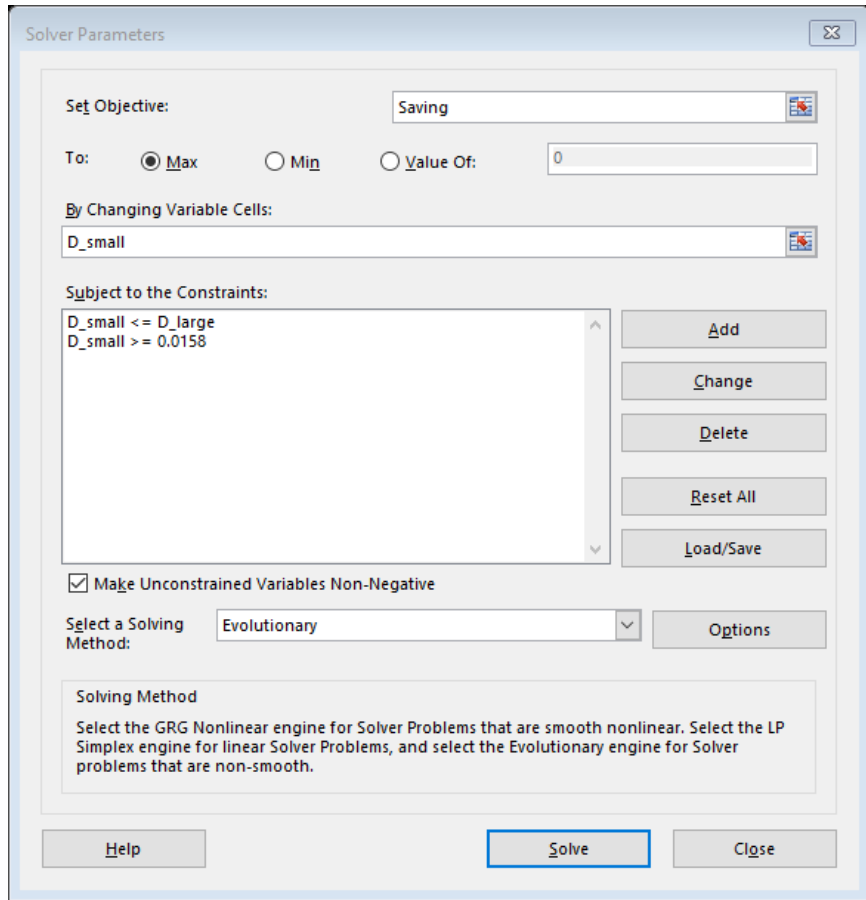 Solver Parameters
Set Objective:
Saving
To:
Max
Min
Value Of:
0
By Changing Variable Cells:
D_small
Subject to the Constraints:
D_small <= D_large
D_small >= 0.0158
Add
Change
Delete
Reset All
Load/Save
Make Unconstrained Variables Non-Negative
Select a Solving
Method:
Evolutionary
Options
Solving Method
Select the GRG Nonlinear engine for Solver Problems that are smooth nonlinear. Select the LP
Simplex engine for linear Solver Problems, and select the Evolutionary engine for Solver
problems that are non-smooth.
Help
Solve
Close